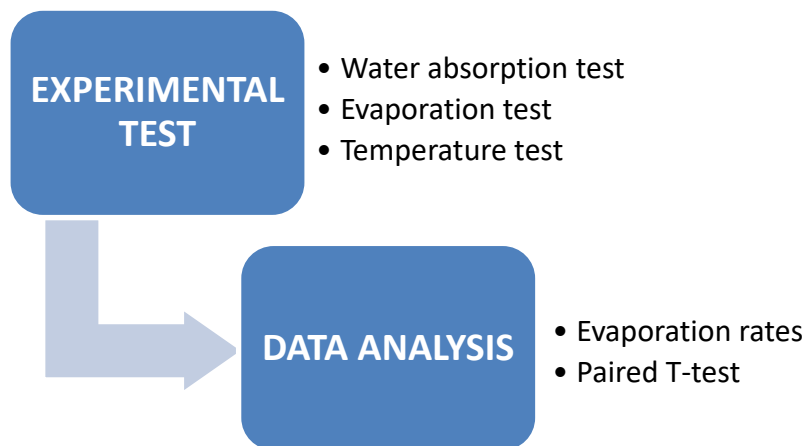 EXPERIMENTAL
TEST
• Water absorption test
• Evaporation test
• Temperature test
DATA ANALYSIS
• Evaporation rates
• Paired T-test